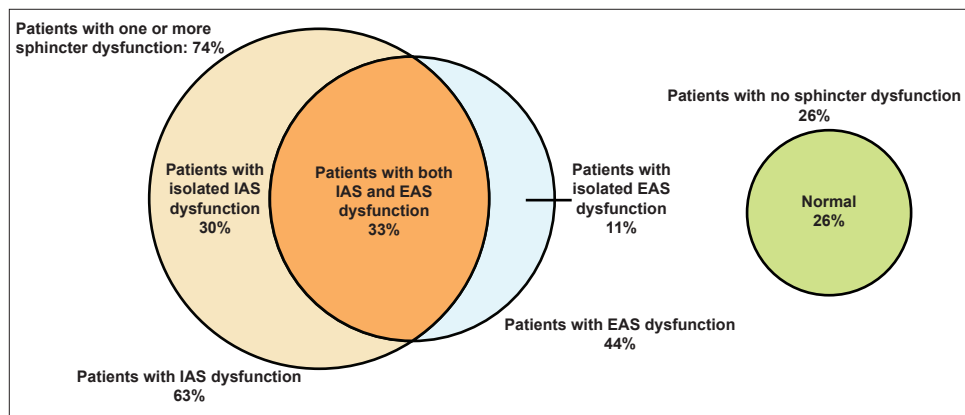 Patients with one or more
sphincter dysfunction: 74%
Patients with no sphincter dysfunction
26%
Patients with
isolated IAS
dysfunction
30%
Patients with both
IAS and EAS
dysfunction
33%
Patients with
isolated EAS
dysfunction
11%
Normal
26%
Patients with EAS dysfunction
44%
Patients with IAS dysfunction
63%